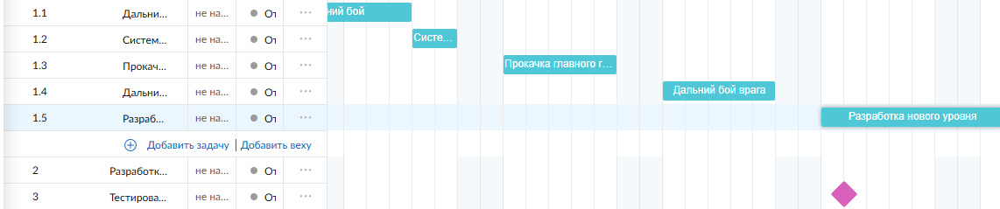 1.1 Дальни... не на... От ... ний бой
1.2 Систем... не на... От ... Систе...
1.3 Прокач... не на... От ... Прокачка главного г...
1.4 Дальни... не на... От ... Дальний бой врага
1.5 Разраб... не на... От ... Разработка нового уровня
Добавить задачу | Добавить веху
2 Разработк... не на... От ...
3 Тестирова... не на... От ...